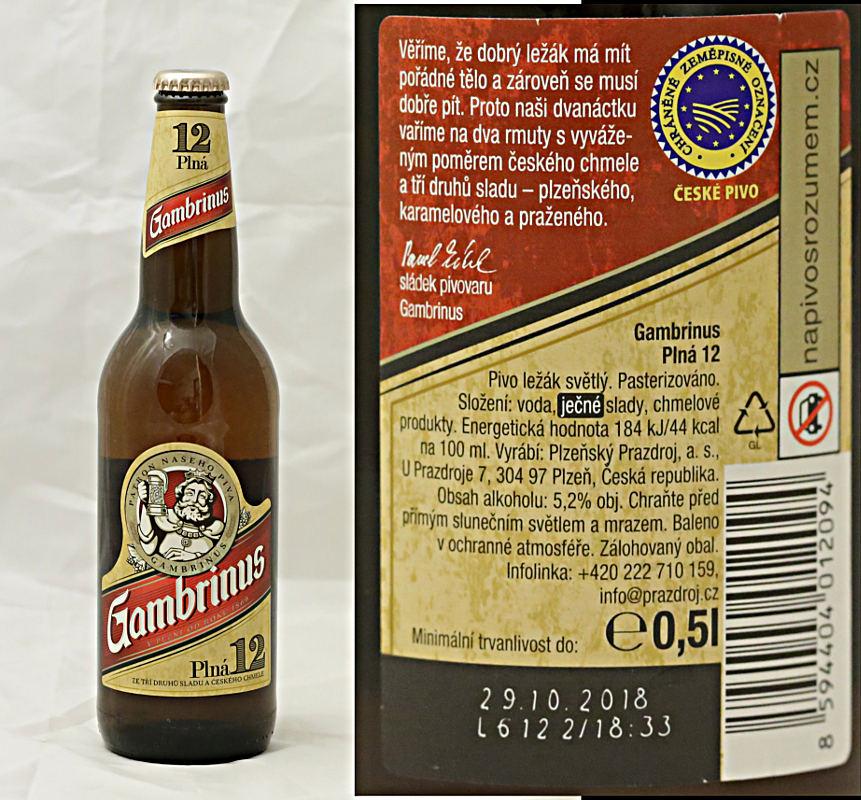 12
Plná
Gambrinus
PATRON NAŠEHO PIVA
GAMBRINUS
Gambrinus
V PLZNI OD ROKU 1869
Plná 12
ZE TŘÍ DRUHŮ SLADU A ČESKÉHO CHMELE
Věříme, že dobrý ležák má mít
pořádné tělo a zároveň se musí
dobře pít. Proto naši dvanáctku
vaříme na dva rmuty s vyváže-
ným poměrem českého chmele
a tří druhů sladu – plzeňského,
karamelového a praženého.
sládek pivovaru
Gambrinus
CHRÁNĚNÉ ZEMĚPISNÉ OZNAČENÍ
ČESKÉ PIVO
napivosrozumem.cz
Gambrinus
Plná 12
Pivo ležák světlý. Pasterizováno.
Složení: voda, ječné slady, chmelové
produkty. Energetická hodnota 184 kJ/44 kcal
na 100 ml. Vyrábí: Plzeňský Prazdroj, a. s.,
U Prazdroje 7, 304 97 Plzeň, Česká republika.
Obsah alkoholu: 5,2% obj. Chraňte před
přímým slunečním světlem a mrazem. Baleno
v ochranné atmosféře. Zálohovaný obal.
Infolinka: +420 222 710 159,
info@prazdroj.cz
GL
Minimální trvanlivost do: e 0,5l
29.10.2018
L6122/18:33
8 594404 012094